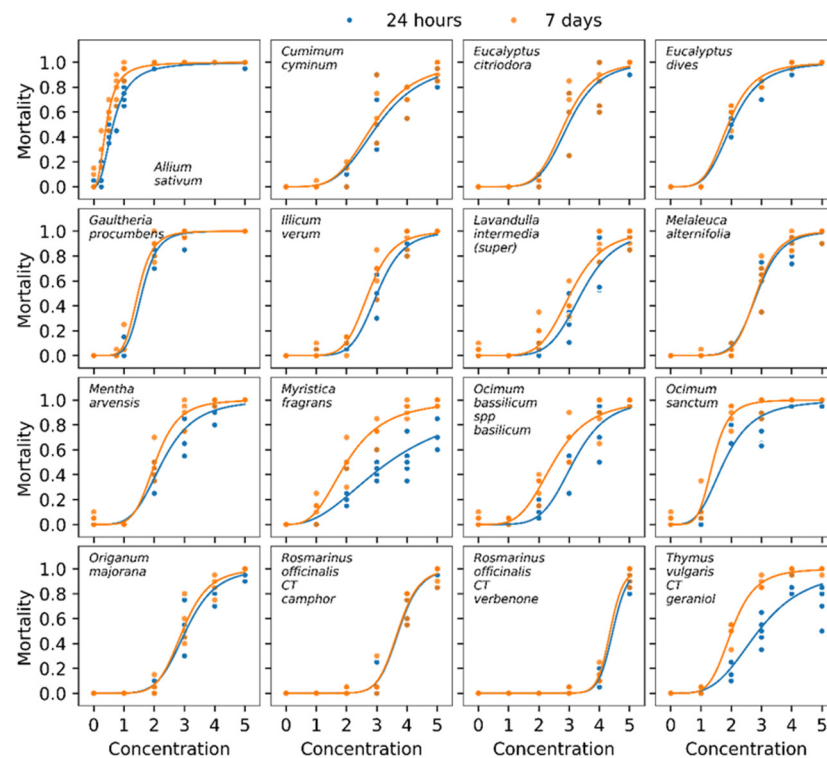 24 hours 7 days
Mortality
1.0
0.8
0.6
0.4
0.2
0.0
Allium
sativum
Cumimum
cyminum
Eucalyptus
citriodora
Eucalyptus
dives
Mortality
1.0
0.8
0.6
0.4
0.2
0.0
Gaultheria
procumbens
Illicum
verum
Lavandulla
intermedia
(super)
Melaleuca
alternifolia
Mortality
1.0
0.8
0.6
0.4
0.2
0.0
Mentha
arvensis
Myristica
fragrans
Ocimum
bassilicum
spp
basilicum
Ocimum
sanctum
Mortality
1.0
0.8
0.6
0.4
0.2
0.0
Origanum
majorana
Rosmarinus
officinalis
CT
camphor
Rosmarinus
officinalis
CT
verbenone
Thymus
vulgaris
CT
geraniol
0 1 2 3 4 5 0 1 2 3 4 5 0 1 2 3 4 5 0 1 2 3 4 5
Concentration Concentration Concentration Concentration